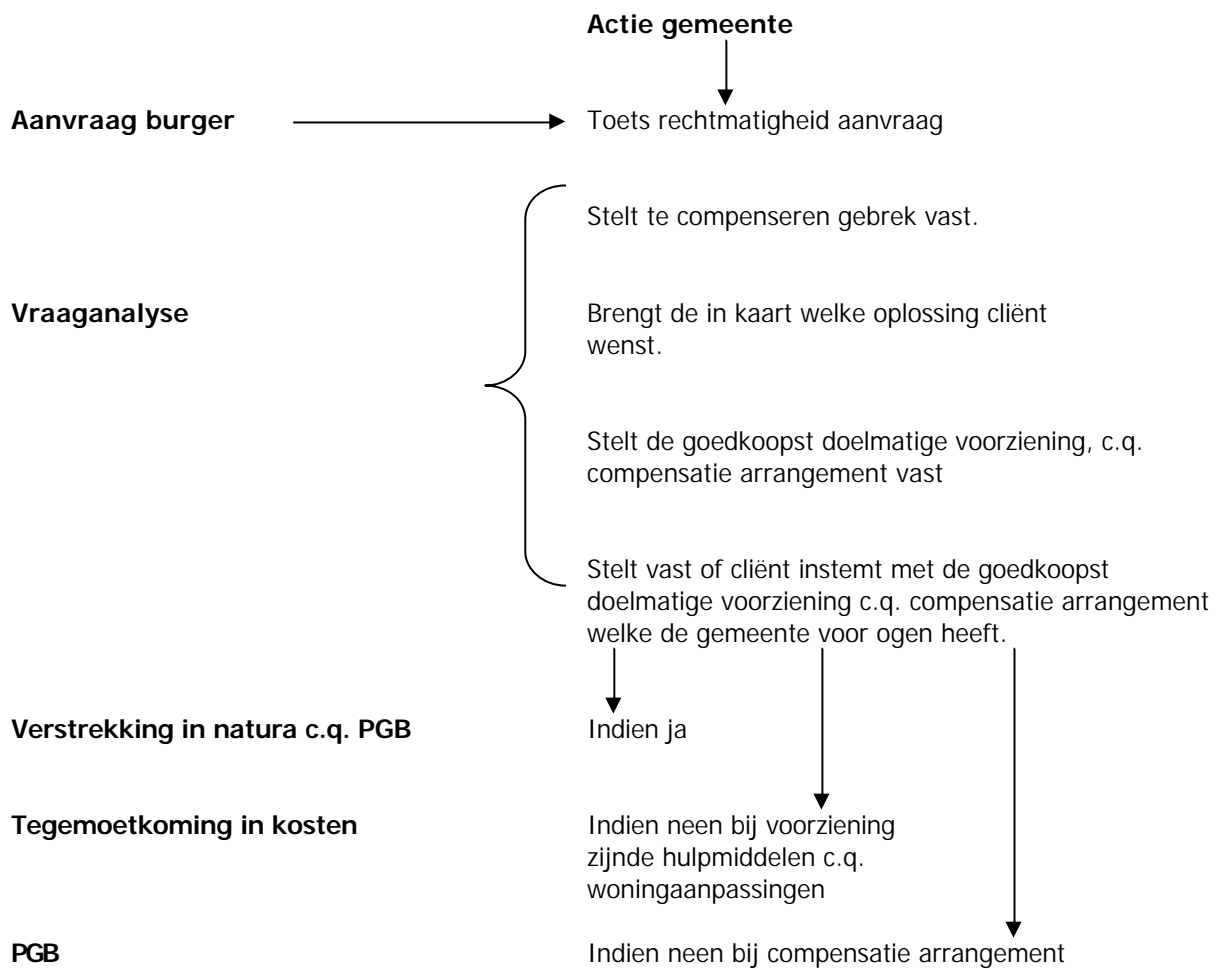 Actie gemeente
Aanvraag burger
Toets rechtmatigheid aanvraag
Stelt te compenseren gebrek vast.
Vraaganalyse
Brengt de in kaart welke oplossing cliënt
wenst.
Stelt de goedkoopst doelmatige voorziening, c.q.
compensatie arrangement vast
Stelt vast of cliënt instemt met de goedkoopst
doelmatige voorziening c.q. compensatie arrangement
welke de gemeente voor ogen heeft.
Verstrekking in natura c.q. PGB
Indien ja
Tegemoetkoming in kosten
Indien neen bij voorziening
zijnde hulpmiddelen c.q.
woningaanpassingen
PGB
Indien neen bij compensatie arrangement